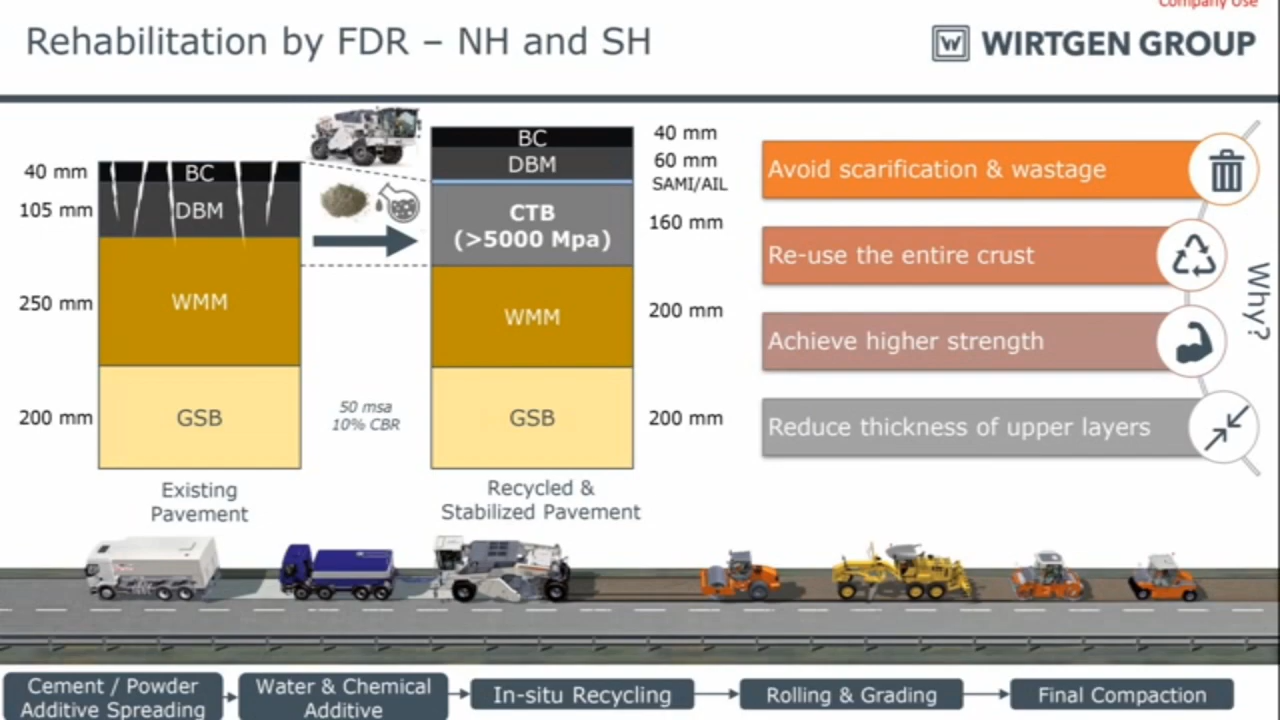 Company Use
Rehabilitation by FDR – NH and SH
W WIRTGEN GROUP
40 mm
105 mm
250 mm
200 mm
BC
DBM
WMM
GSB
Existing
Pavement
50 msa
10% CBR
BC
DBM
CTB
(>5000 Mpa)
WMM
GSB
40 mm
60 mm
SAMI/AIL
160 mm
200 mm
200 mm
Recycled &
Stabilized Pavement
Avoid scarification & wastage
Re-use the entire crust
Achieve higher strength
Reduce thickness of upper layers
Why?
Cement / Powder
Additive Spreading
Water & Chemical
Additive
In-situ Recycling
Rolling & Grading
Final Compaction